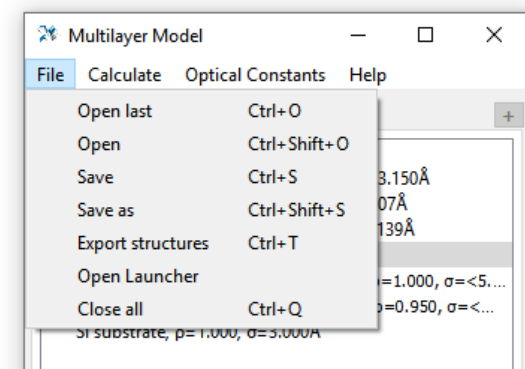 Multilayer Model
File Calculate Optical Constants Help
Open last Ctrl+O
Open Ctrl+Shift+O
Save Ctrl+S
3.150Å
Save as Ctrl+Shift+S
07Å
139Å
Export structures Ctrl+T
Open Launcher
=1.000, σ=<5....
Close all Ctrl+Q
=0.950, σ=<...
Si substrate, ρ=1.000, σ=3.000Å